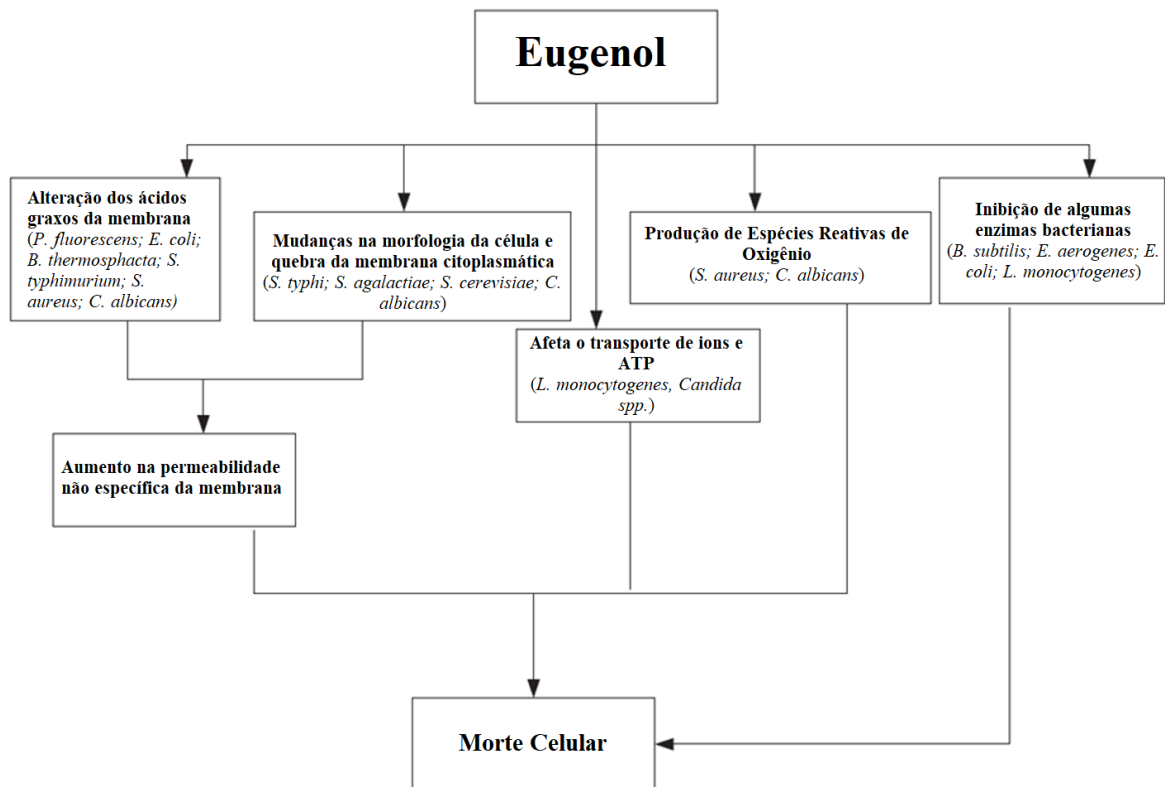 Eugenol
Alteração dos ácidos
graxos da membrana
(P. fluorescens; E. coli;
B. thermosphacta; S.
typhimurium; S.
aureus; C. albicans)
Mudanças na morfologia da célula e
quebra da membrana citoplasmática
(S. typhi; S. agalactiae; S. cerevisiae; C.
albicans)
Afeta o transporte de ions e
ATP
(L. monocytogenes, Candida
spp.)
Produção de Espécies Reativas de
Oxigênio
(S. aureus; C. albicans)
Inibição de algumas
enzimas bacterianas
(B. subtilis; E. aerogenes; E.
coli; L. monocytogenes)
Aumento na permeabilidade
não específica da membrana
Morte Celular